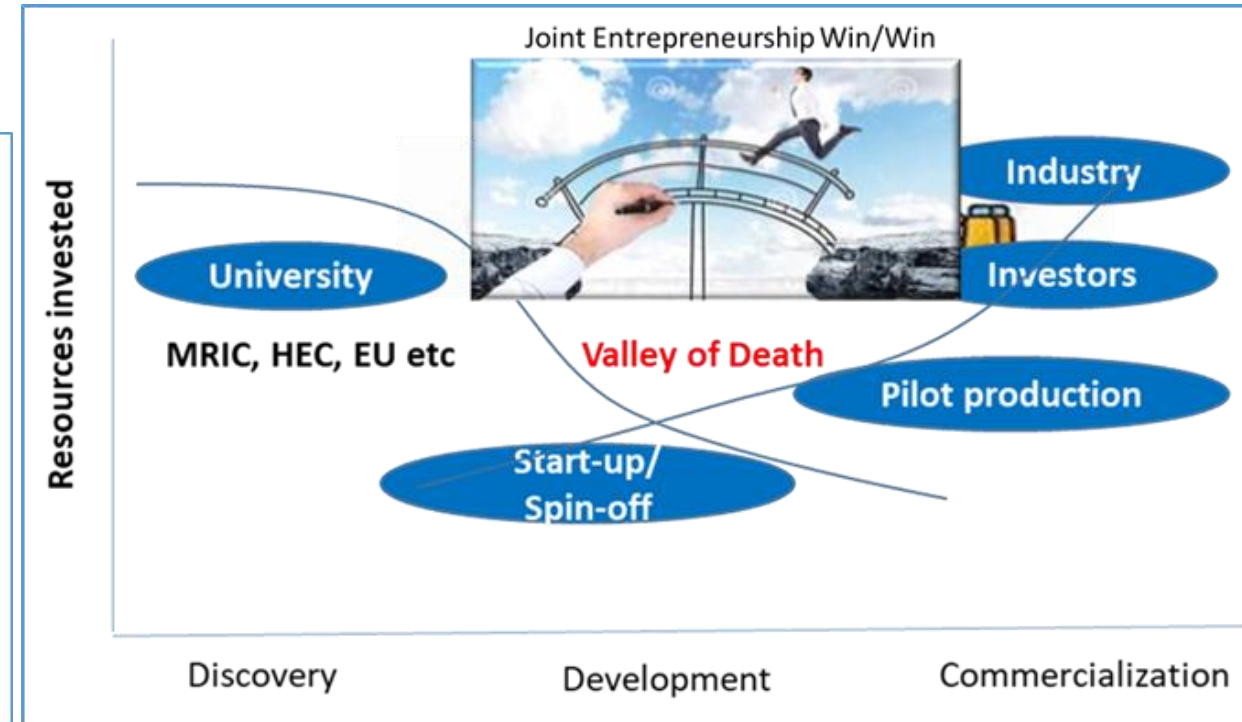 Joint Entrepreneurship Win/Win
Resources invested
Industry
University
Investors
MRIC, HEC, EU etc
Valley of Death
Pilot production
Start-up/
Spin-off
Discovery
Development
Commercialization